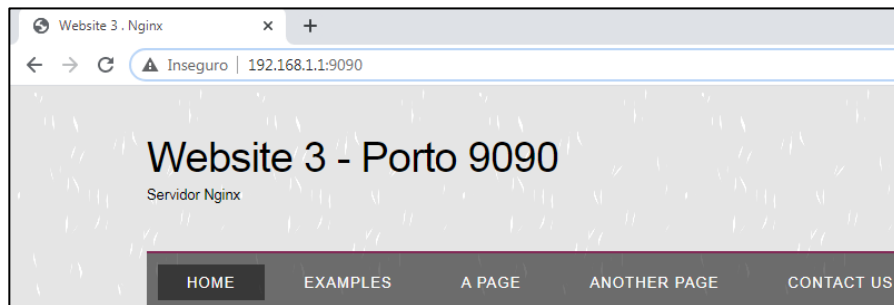 Website 3 . Nginx
Inseguro | 192.168.1.1:9090
Website 3 - Porto 9090
Servidor Nginx
HOME EXAMPLES A PAGE ANOTHER PAGE CONTACT US